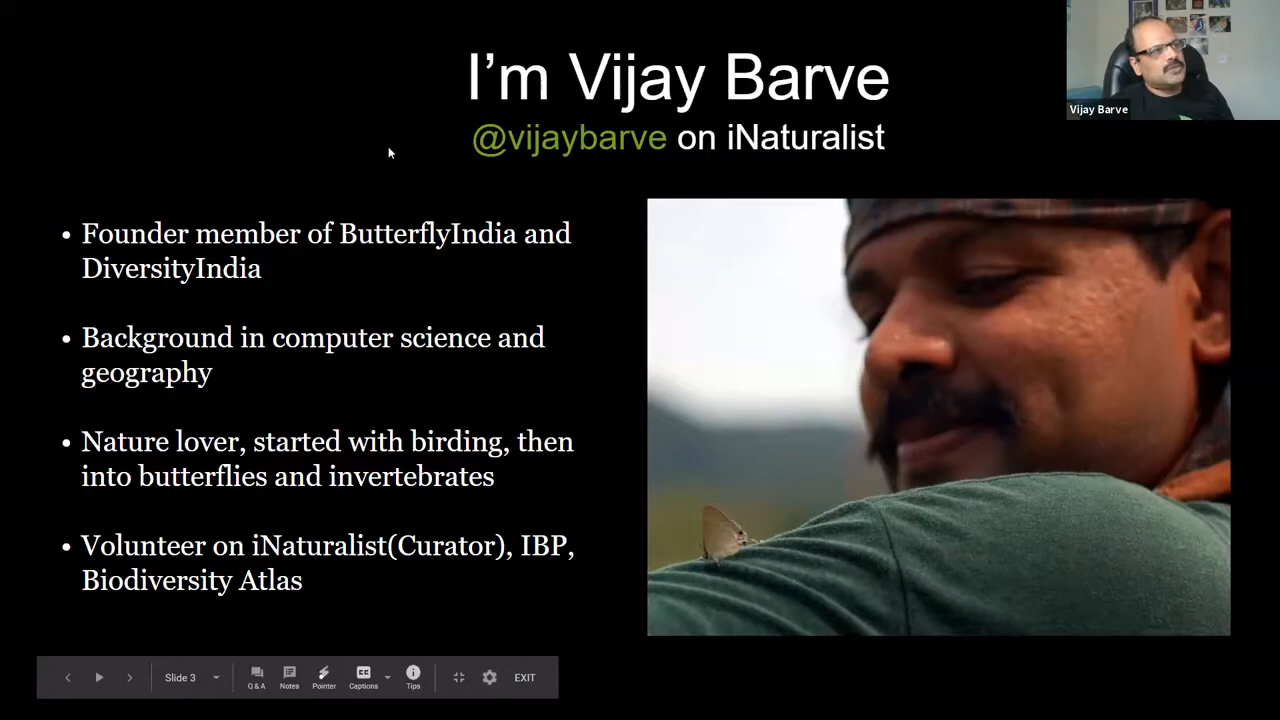 I’m Vijay Barve
@vijaybarve on iNaturalist
Vijay Barve
• Founder member of ButterflyIndia and
DiversityIndia
• Background in computer science and
geography
• Nature lover, started with birding, then
into butterflies and invertebrates
• Volunteer on iNaturalist(Curator), IBP,
Biodiversity Atlas
Slide 3
Q & A
Notes
Pointer
Captions
Tips
EXIT